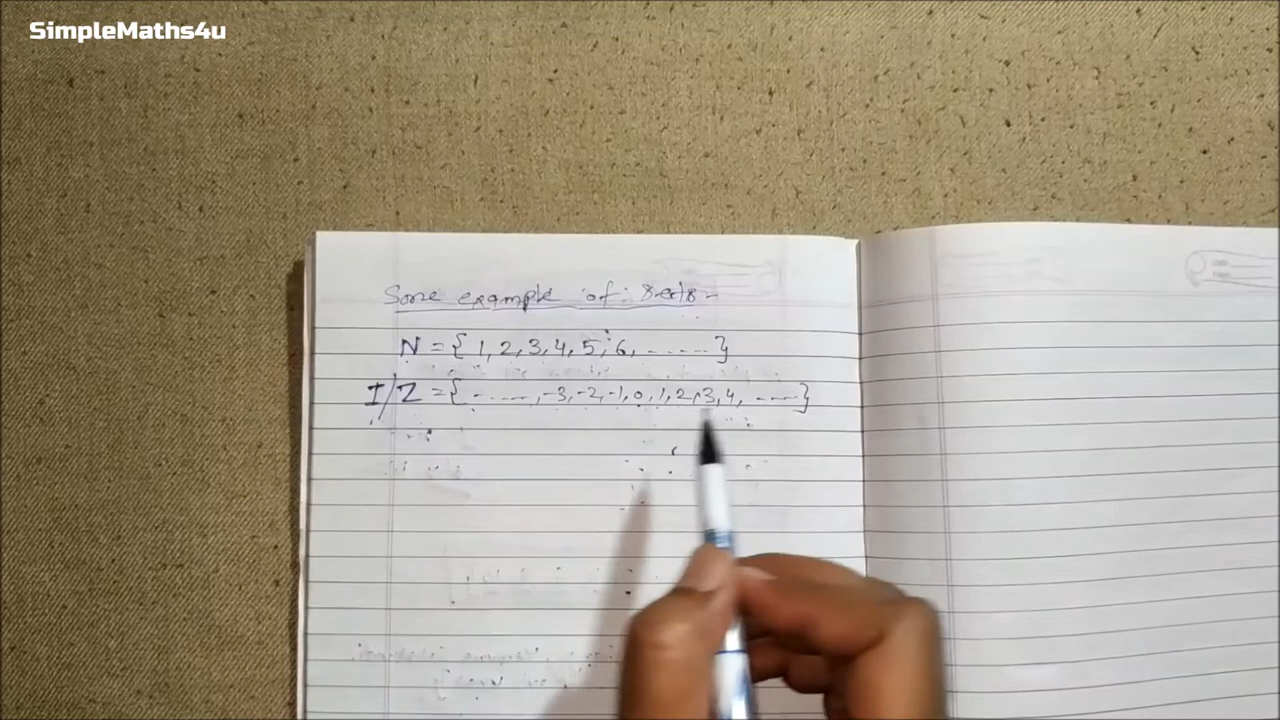 SimpleMaths4u
Some example of : Sets -
N = { 1, 2, 3, 4, 5, 6, ...... }
I/Z = { ......, -3, -2, -1, 0, 1, 2, 3, 4, ...... }